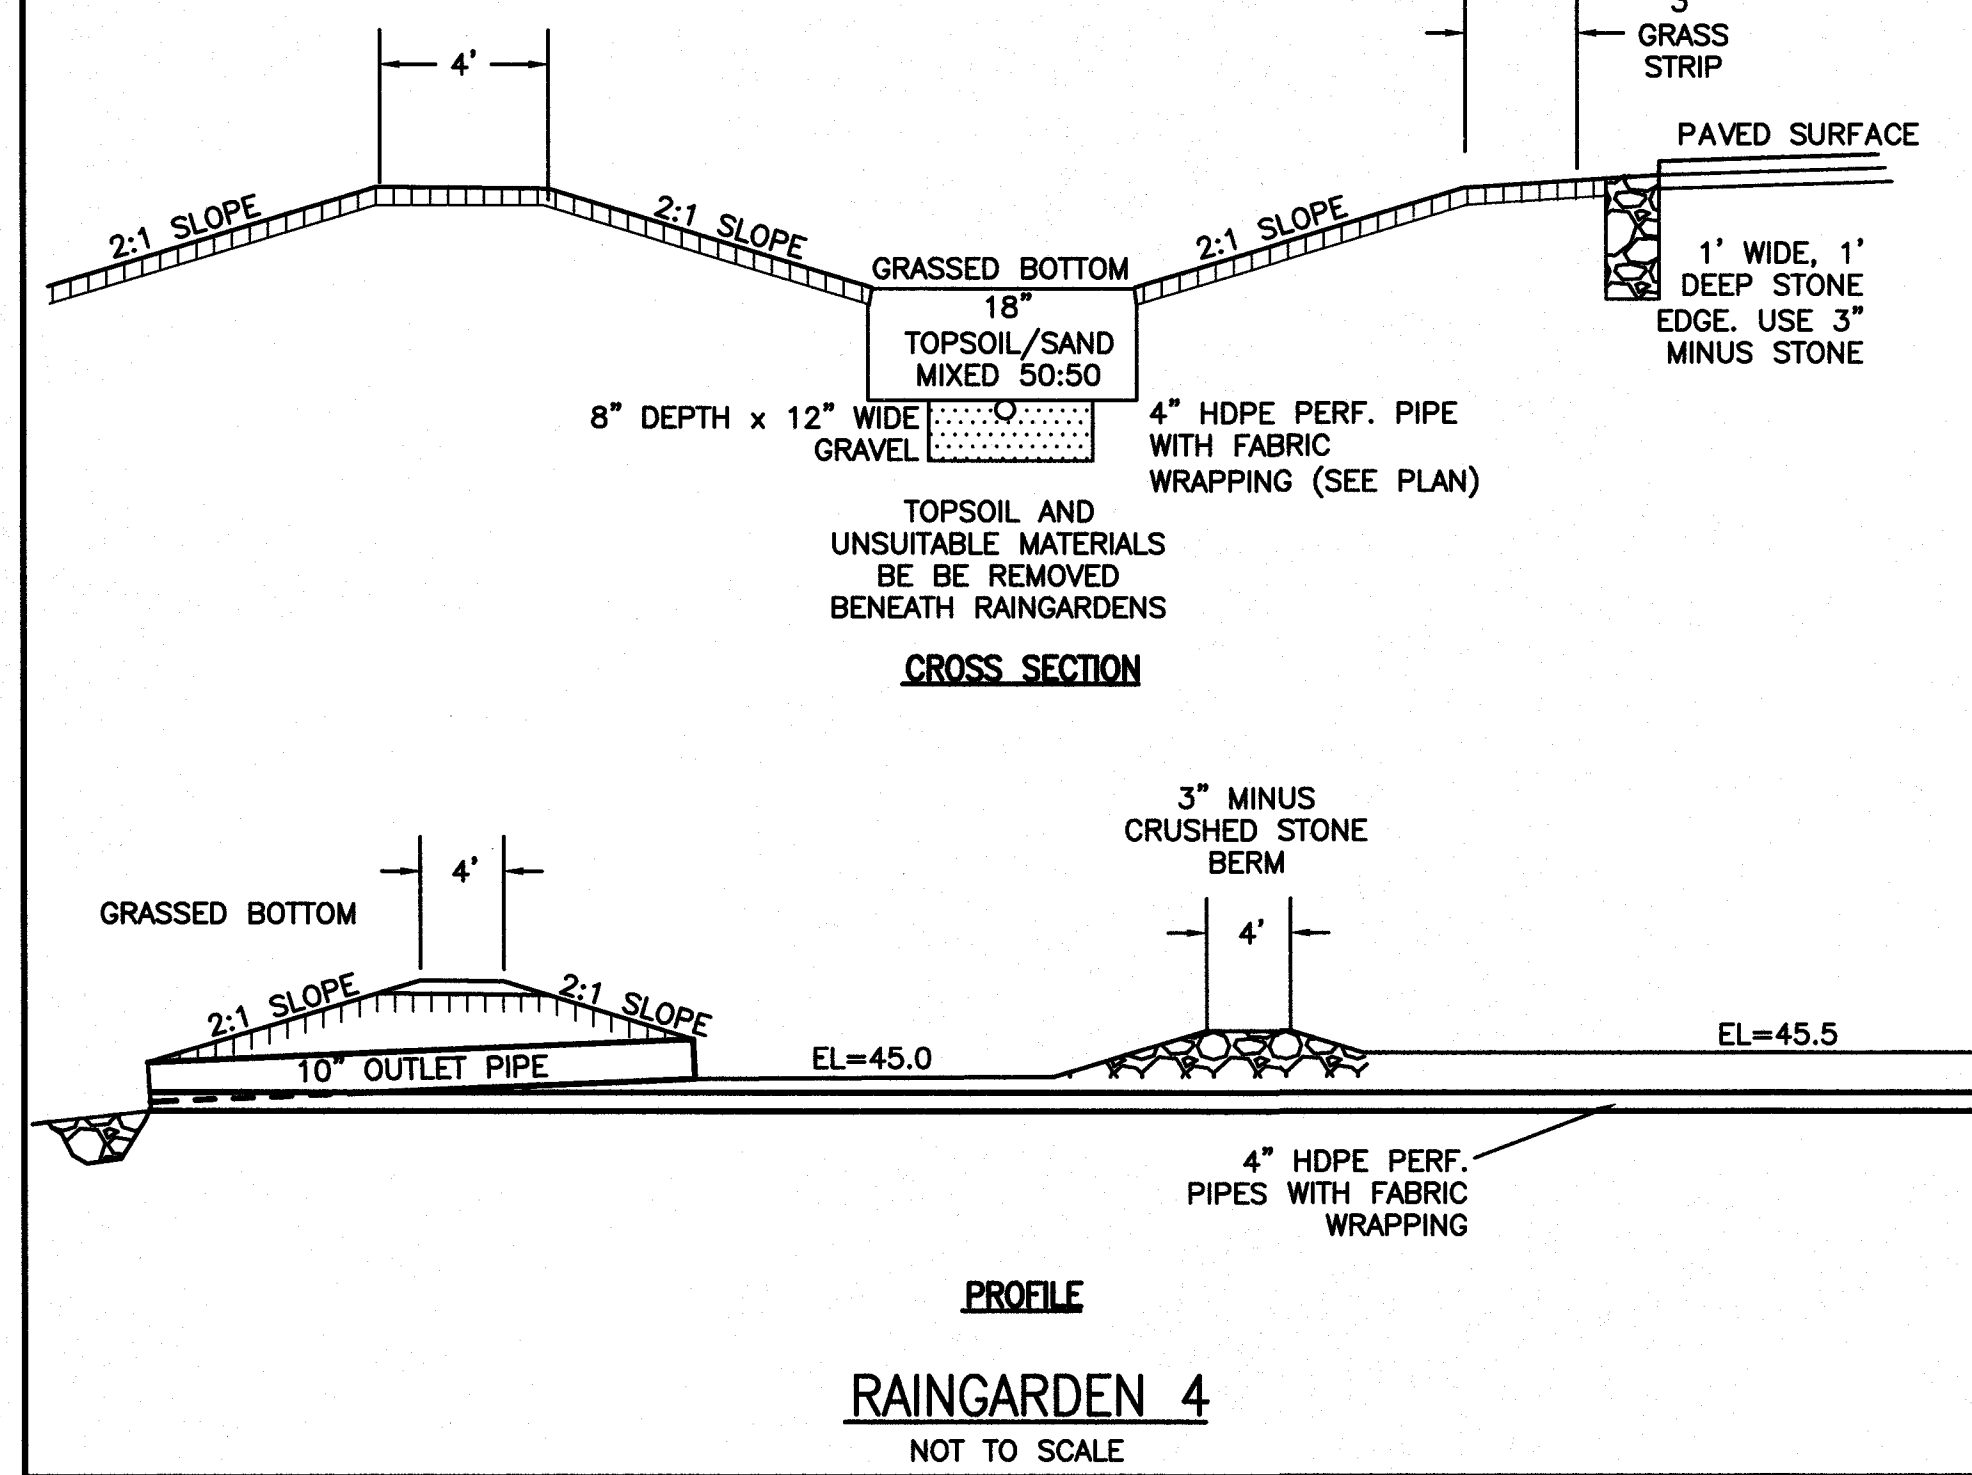 3'
GRASS
STRIP
4'
PAVED SURFACE
2:1 SLOPE
2:1 SLOPE
2:1 SLOPE
GRASSED BOTTOM
18"
TOPSOIL/SAND
MIXED 50:50
1' WIDE, 1'
DEEP STONE
EDGE. USE 3"
MINUS STONE
8" DEPTH x 12" WIDE
GRAVEL
4" HDPE PERF. PIPE
WITH FABRIC
WRAPPING (SEE PLAN)
TOPSOIL AND
UNSUITABLE MATERIALS
BE BE REMOVED
BENEATH RAINGARDENS
CROSS SECTION
3" MINUS
CRUSHED STONE
BERM
4'
4'
GRASSED BOTTOM
2:1 SLOPE
2:1 SLOPE
10" OUTLET PIPE
EL=45.0
EL=45.5
4" HDPE PERF.
PIPES WITH FABRIC
WRAPPING
PROFILE
RAINGARDEN 4
NOT TO SCALE